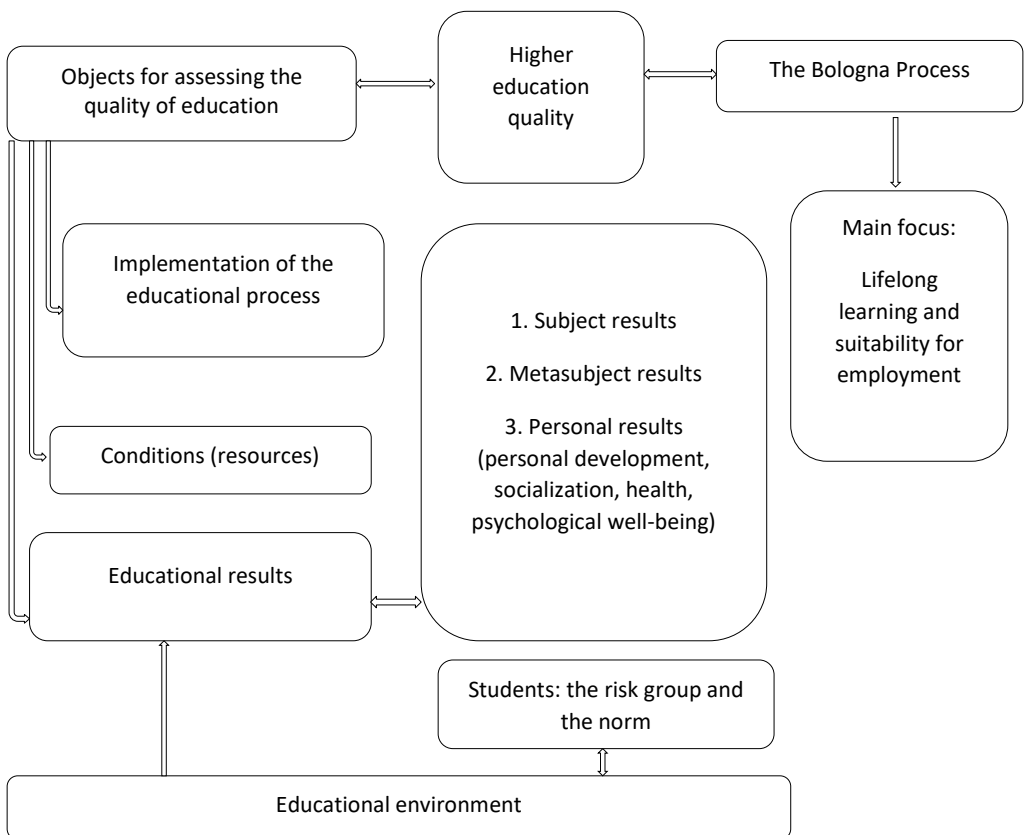 Objects for assessing the
quality of education
Higher
education
quality
The Bologna Process
Implementation of the
educational process
Main focus:
Lifelong
learning and
suitability for
employment
1. Subject results
2. Metasubject results
3. Personal results
(personal development,
socialization, health,
psychological well-being)
Conditions (resources)
Educational results
Students: the risk group and
the norm
Educational environment